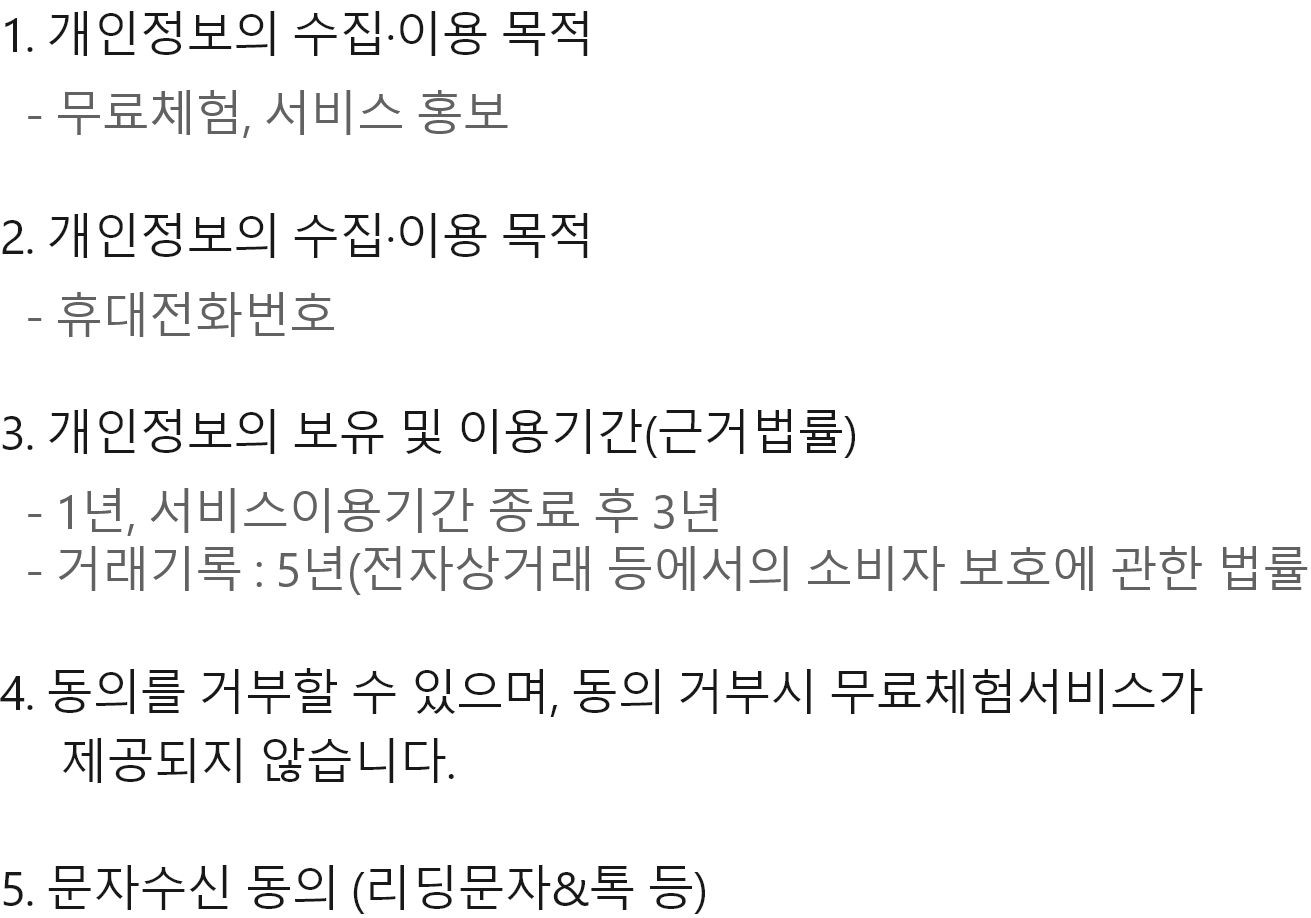 1. 개인정보의 수집·이용 목적
- 무료체험, 서비스 홍보
2. 개인정보의 수집·이용 목적
- 휴대전화번호
3. 개인정보의 보유 및 이용기간(근거법률)
- 1년, 서비스이용기간 종료 후 3년
- 거래기록 : 5년(전자상거래 등에서의 소비자 보호에 관한 법률
4. 동의를 거부할 수 있으며, 동의 거부시 무료체험서비스가
제공되지 않습니다.
5. 문자수신 동의 (리딩문자&톡 등)